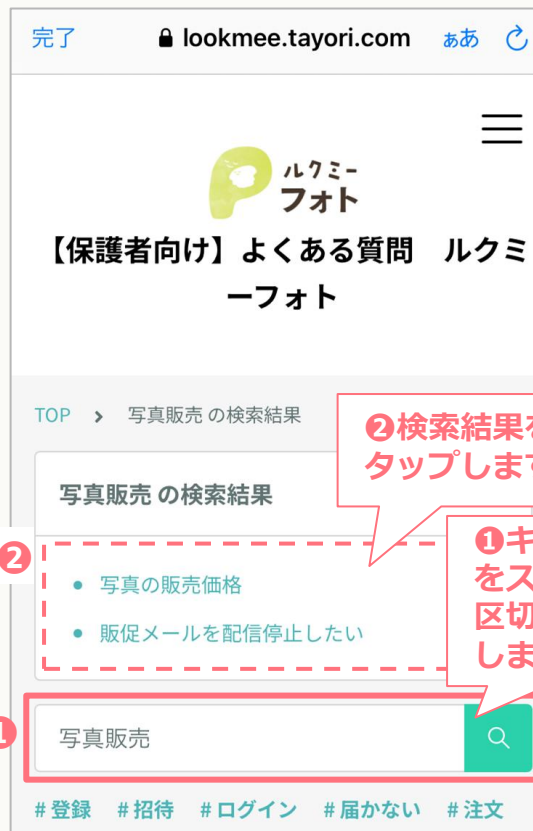 完了 lookmee.tayori.com ぁあ
ルクミー
フォト
【保護者向け】よくある質問 ルクミ
ーフォト
TOP > 写真販売 の検索結果
❷検索結果を
タップします
写真販売 の検索結果
❷
• 写真の販売価格
• 販促メールを配信停止したい
❶キ
をス
区切
しま
❶
写真販売
#登録 #招待 #ログイン #届かない #注文